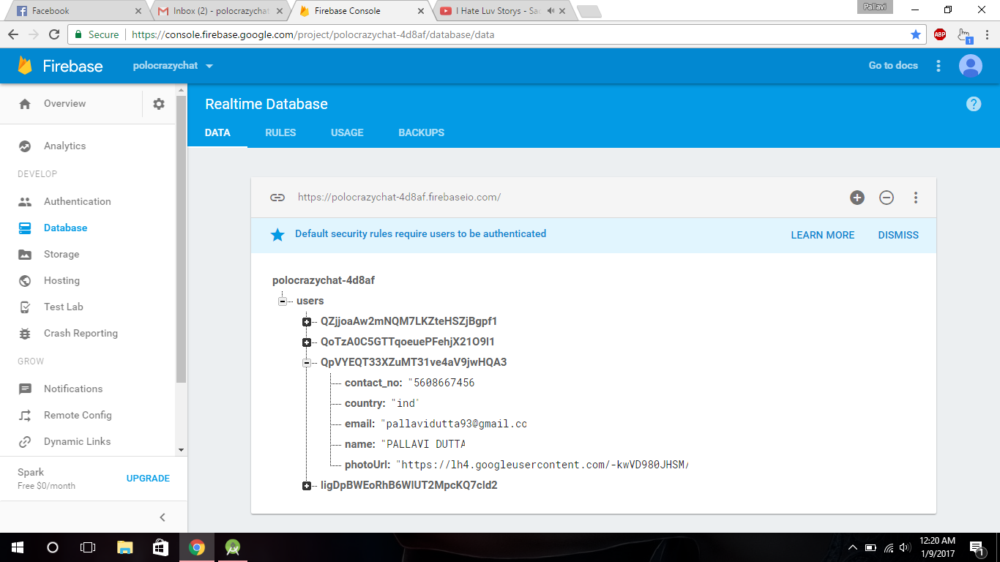 Facebook
Inbox (2) - polocrazychat
Firebase Console
I Hate Luv Storys - Sad
Pallavi
Secure
https://console.firebase.google.com/project/polocrazychat-4d8af/database/data
ABP
1
Firebase
polocrazychat
Go to docs
Overview
Realtime Database
?
DATA
RULES
USAGE
BACKUPS
Analytics
DEVELOP
Authentication
Database
Storage
Hosting
Test Lab
Crash Reporting
GROW
Notifications
Remote Config
Dynamic Links
Spark
Free $0/month
UPGRADE
https://polocrazychat-4d8af.firebaseio.com/
Default security rules require users to be authenticated
LEARN MORE
DISMISS
polocrazychat-4d8af
users
QZjjoaAw2mNQM7LKZteHSZjBgpf1
QoTzA0C5GTTqoeuePFehjX21O9l1
QpVYEQT33XZuMT31ve4aV9jwHQA3
contact_no: "5608667456
country: "ind"
email: "pallavidutta93@gmail.co
name: "PALLAVI DUTTA
photoUrl: "https://lh4.googleusercontent.com/-kwVD980JHSM/
ligDpBWEoRhB6WlUT2MpcKQ7cld2
12:20 AM
1/9/2017
1